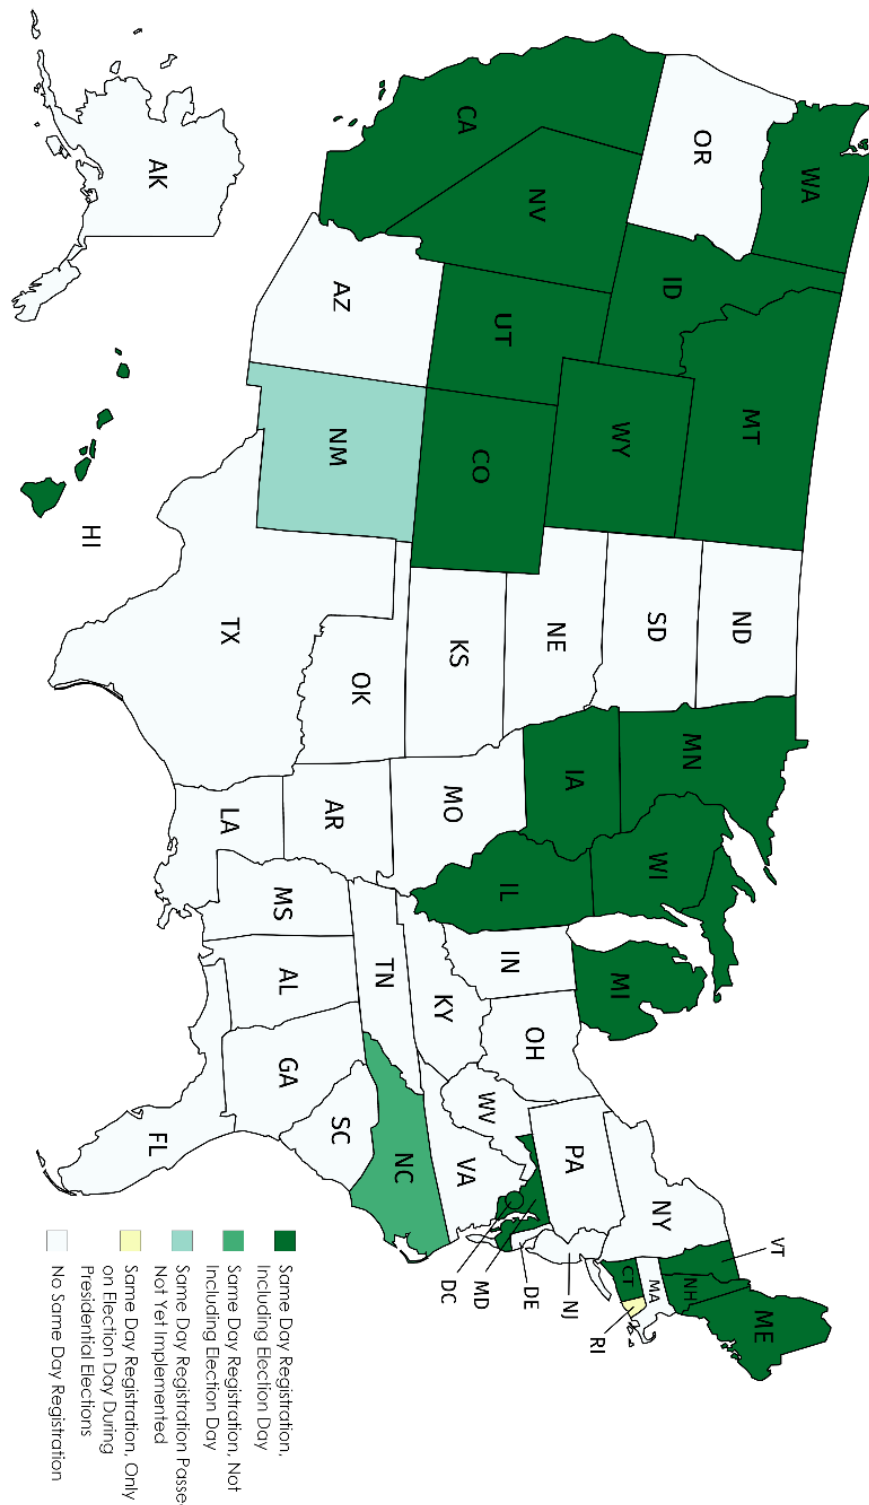 WA
OR
CA
NV
ID
MT
WY
UT
CO
AZ
NM
AK
HI
ND
SD
NE
KS
OK
TX
MN
IA
MO
AR
LA
WI
IL
MI
IN
OH
KY
TN
MS
AL
GA
FL
SC
NC
VA
WV
PA
NY
VT
NH
ME
MA
CT
RI
NJ
DE
MD
DC
Same Day Registration,
Including Election Day
Same Day Registration, Not
Including Election Day
Same Day Registration Passe
Not Yet Implemented
Same Day Registration, Only
on Election Day During
Presidential Elections
No Same Day Registration